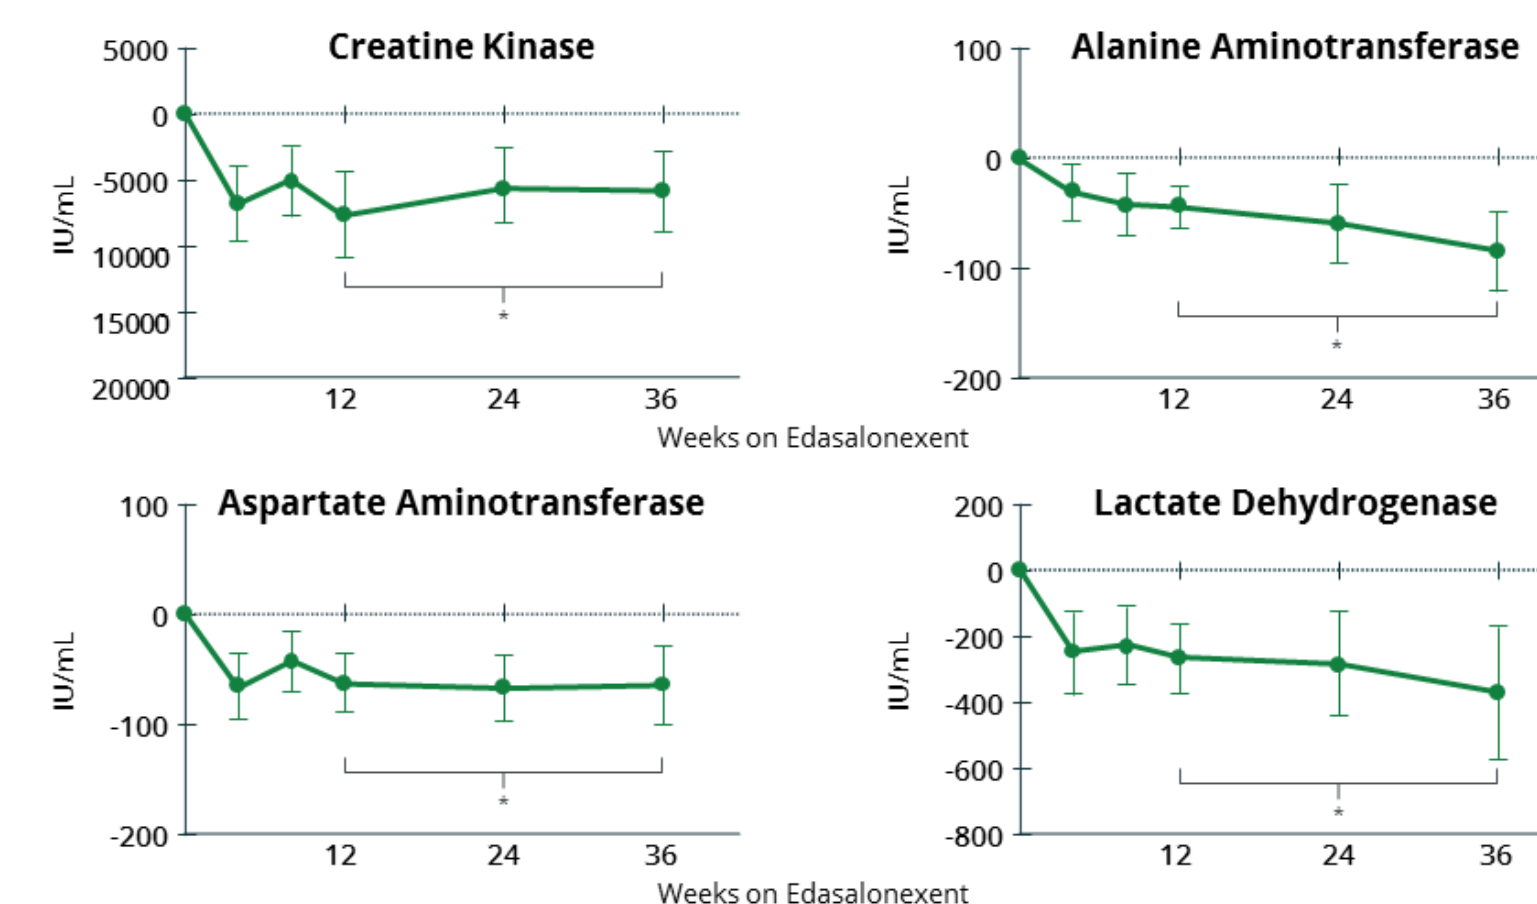 Creatine Kinase
5000
0
-5000
10000
15000
20000
IU/mL
12 24 36
*
Alanine Aminotransferase
100
0
-100
-200
IU/mL
12 24 36
*
Weeks on Edasalonexent
Aspartate Aminotransferase
100
0
-100
-200
IU/mL
12 24 36
*
Lactate Dehydrogenase
200
0
-200
-400
-600
-800
IU/mL
12 24 36
*
Weeks on Edasalonexent